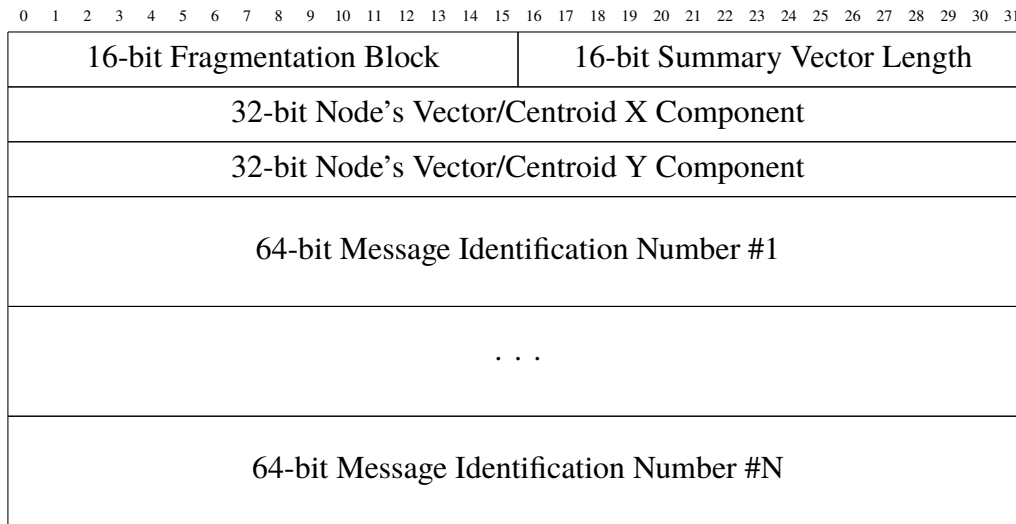 0 1 2 3 4 5 6 7 8 9 10 11 12 13 14 15 16 17 18 19 20 21 22 23 24 25 26 27 28 29 30 31
16-bit Fragmentation Block 16-bit Summary Vector Length
32-bit Node's Vector/Centroid X Component
32-bit Node's Vector/Centroid Y Component
64-bit Message Identification Number #1
. . .
64-bit Message Identification Number #N